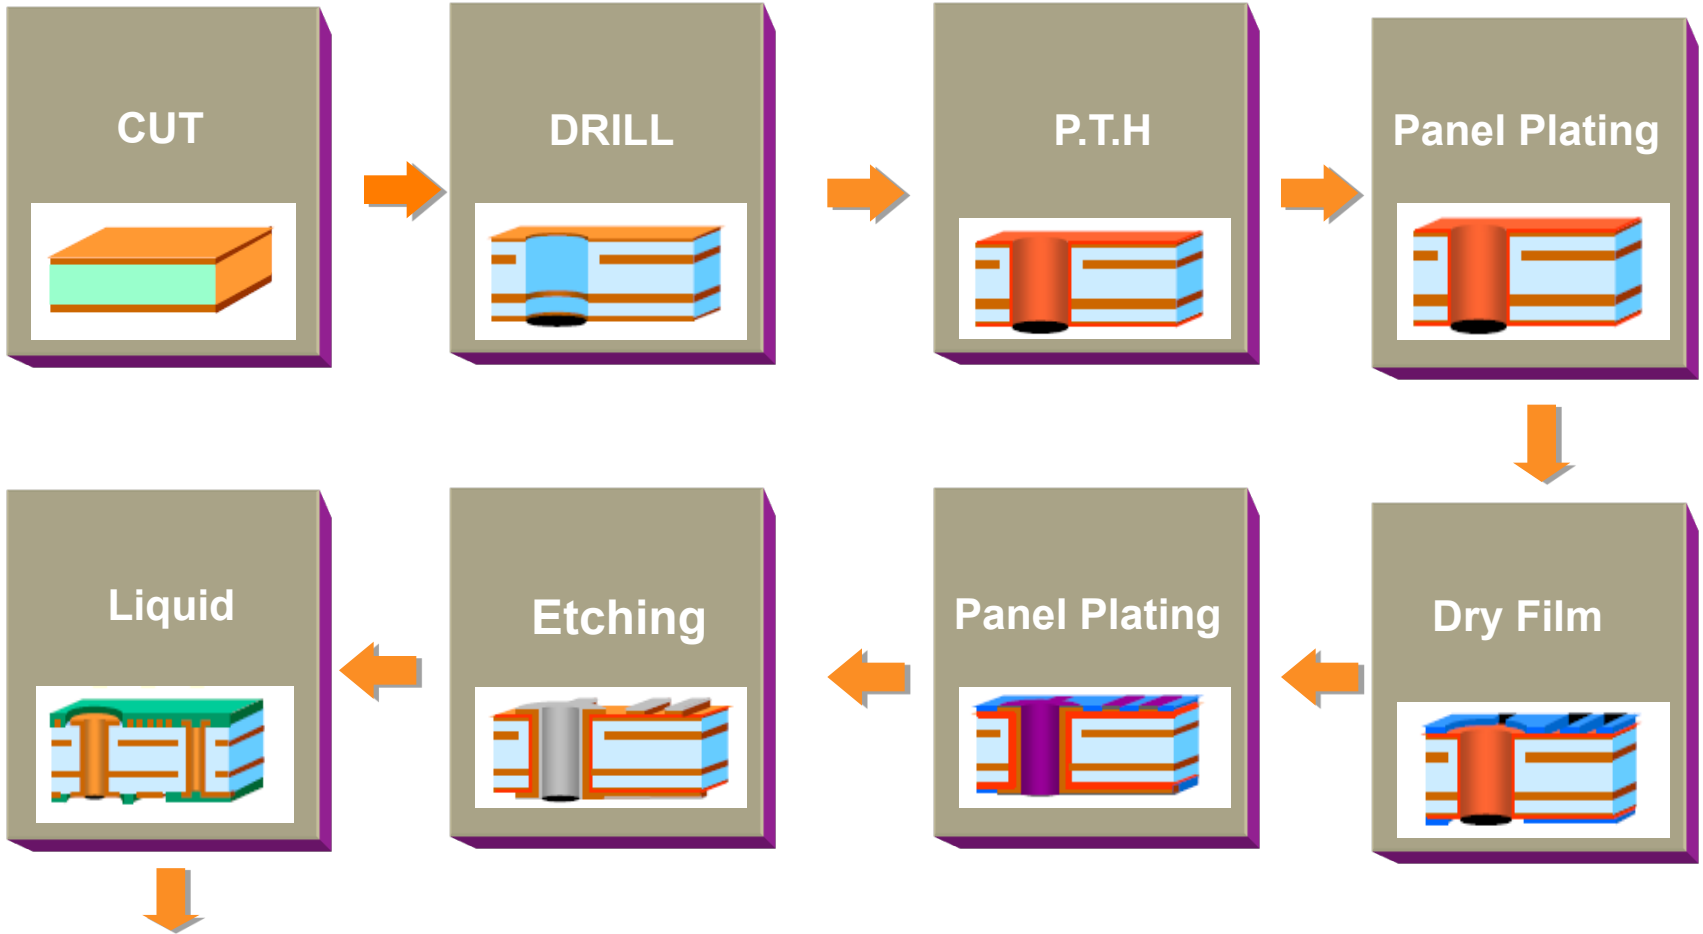 CUT
DRILL
P.T.H
Panel Plating
Liquid
Etching
Panel Plating
Dry Film